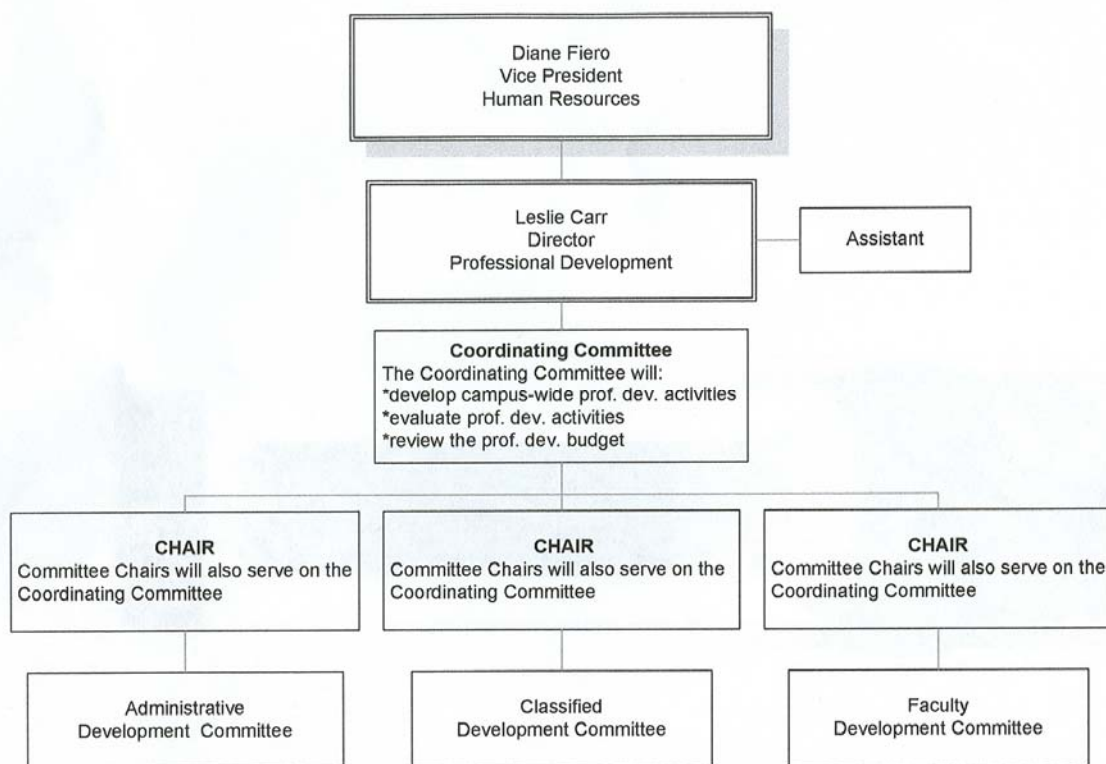 Diane Fiero
Vice President
Human Resources
Leslie Carr
Director
Professional Development
Assistant
Coordinating Committee
The Coordinating Committee will:
*develop campus-wide prof. dev. activities
*evaluate prof. dev. activities
*review the prof. dev. budget
CHAIR
Committee Chairs will also serve on the
Coordinating Committee
CHAIR
Committee Chairs will also serve on the
Coordinating Committee
CHAIR
Committee Chairs will also serve on the
Coordinating Committee
Administrative
Development Committee
Classified
Development Committee
Faculty
Development Committee